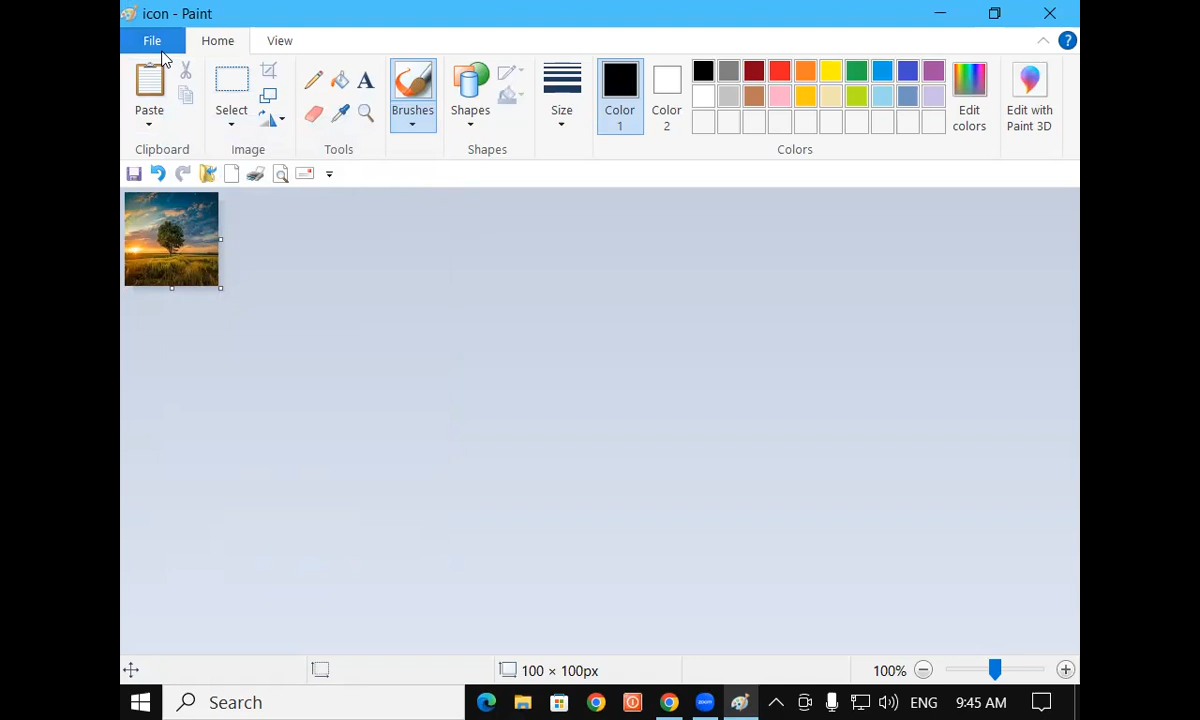 icon - Paint
File Home View
Paste Select Brushes Shapes Size Color 1 Color 2 Edit colors Edit with Paint 3D
Clipboard Image Tools Shapes Colors
100 × 100px 100%
Search ENG 9:45 AM